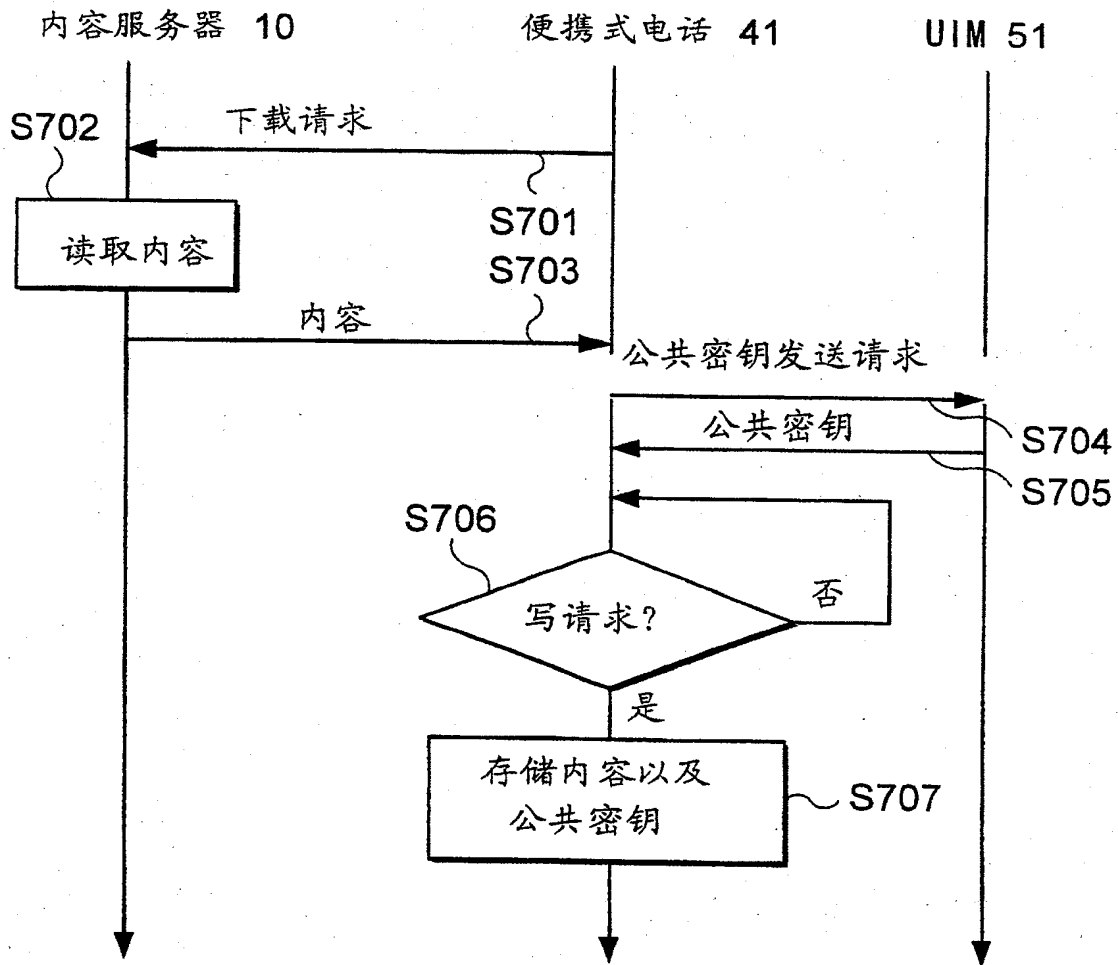 内容服务器 10
便携式电话 41
UIM 51
下载请求
S702
S701
读取内容
S703
内容
公共密钥发送请求
S704
公共密钥
S705
S706
写请求?
否
是
存储内容以及
公共密钥
S707